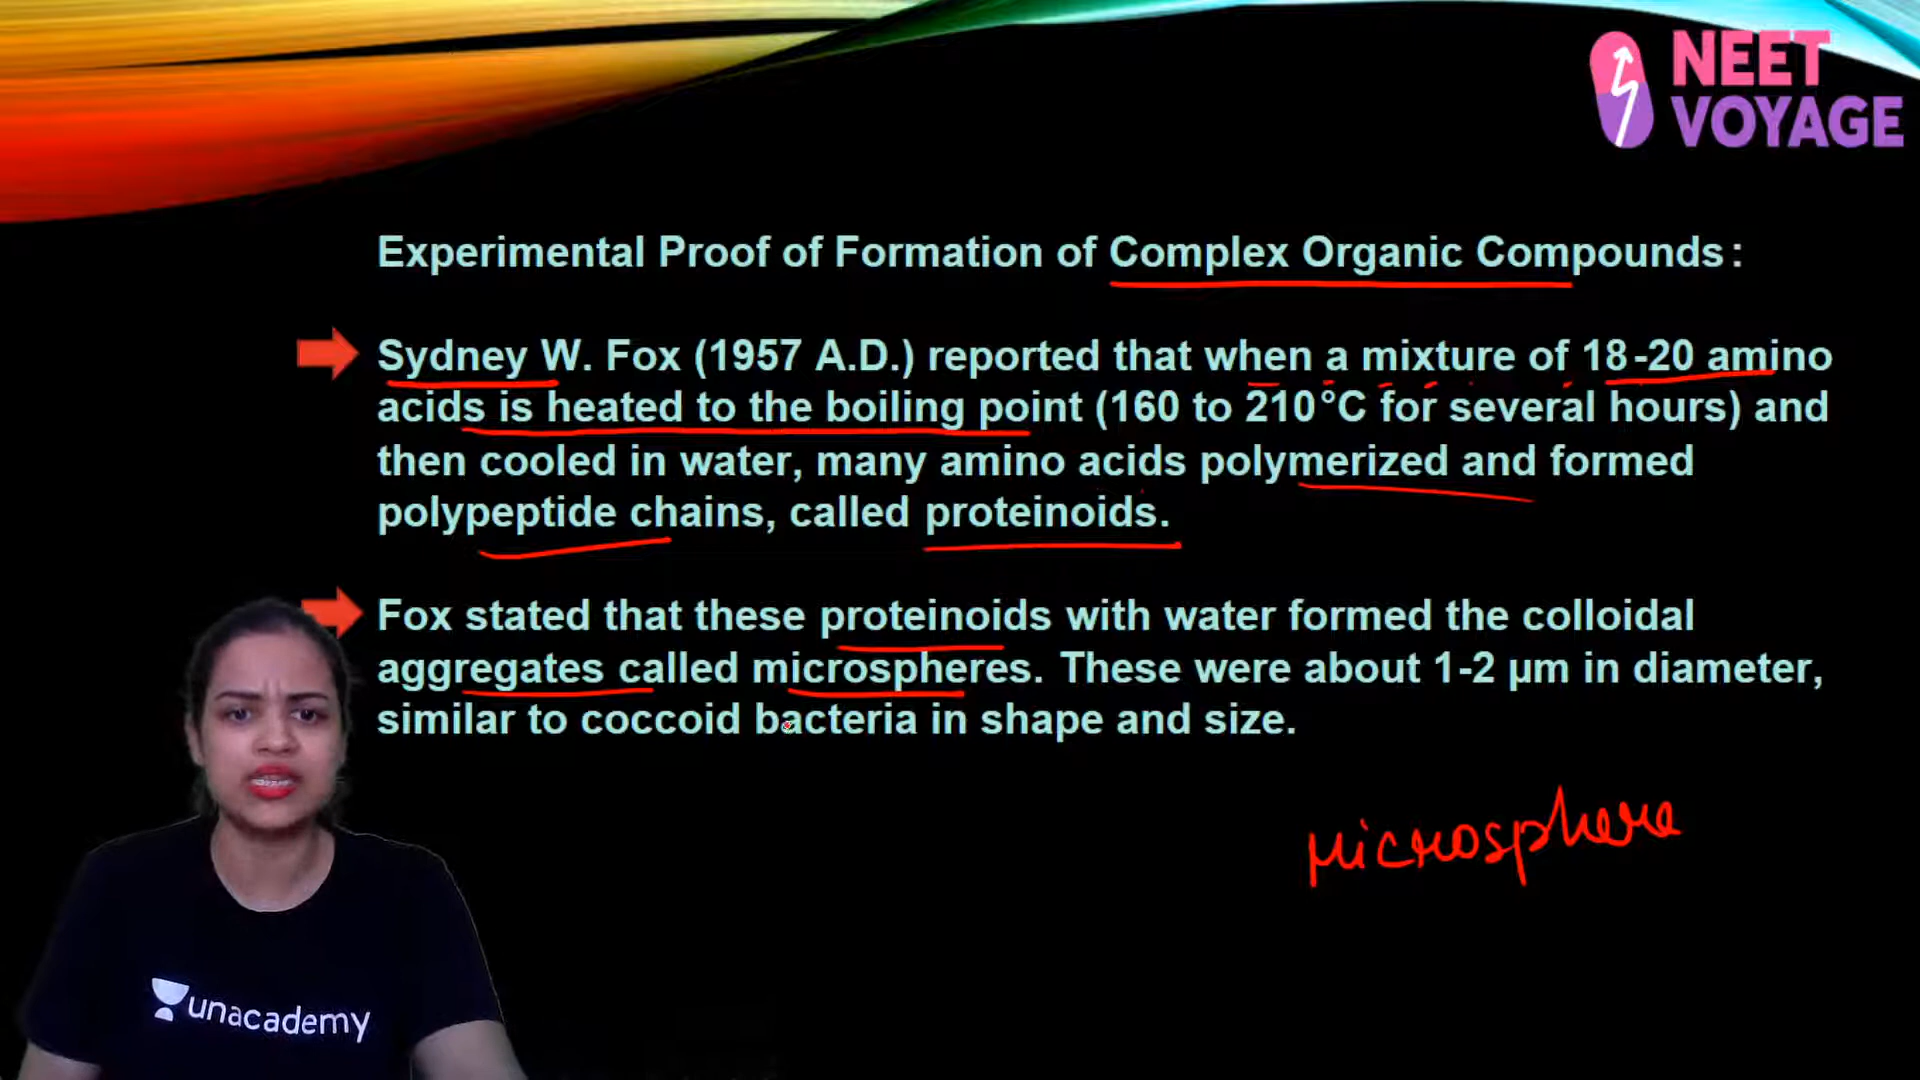 NEET
VOYAGE
Experimental Proof of Formation of Complex Organic Compounds:
Sydney W. Fox (1957 A.D.) reported that when a mixture of 18-20 amino
acids is heated to the boiling point (160 to 210°C for several hours) and
then cooled in water, many amino acids polymerized and formed
polypeptide chains, called proteinoids.
Fox stated that these proteinoids with water formed the colloidal
aggregates called microspheres. These were about 1-2 µm in diameter,
similar to coccoid bacteria in shape and size.
Microsphere
unacademy